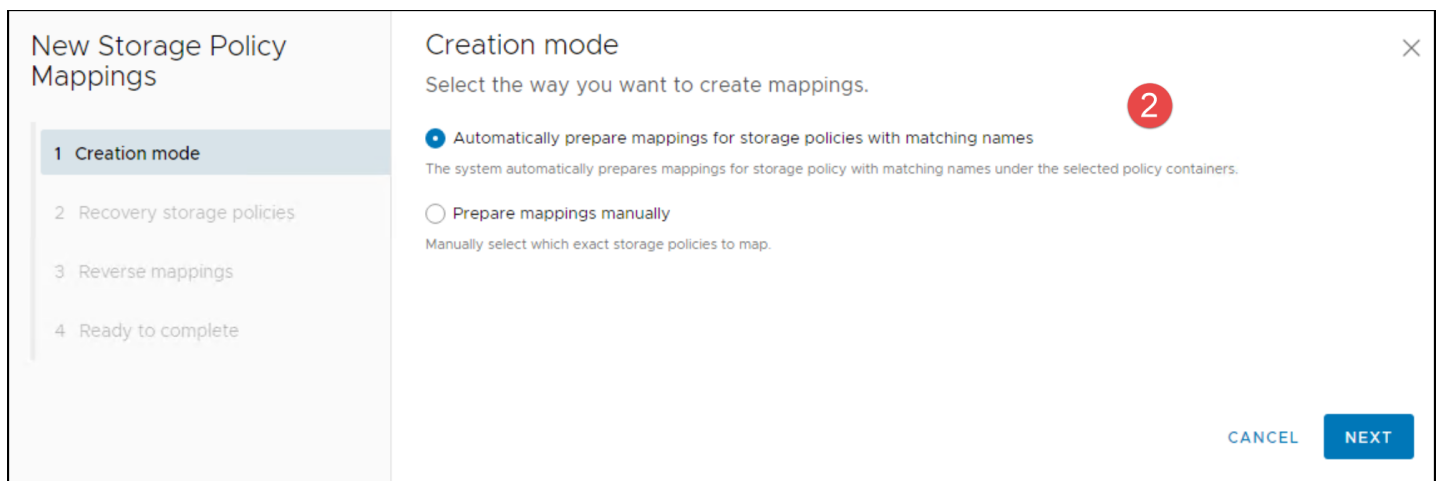 New Storage Policy
Mappings
1 Creation mode
2 Recovery storage policies
3 Reverse mappings
4 Ready to complete
Creation mode
Select the way you want to create mappings.
2
Automatically prepare mappings for storage policies with matching names
The system automatically prepares mappings for storage policy with matching names under the selected policy containers.
Prepare mappings manually
Manually select which exact storage policies to map.
CANCEL
NEXT